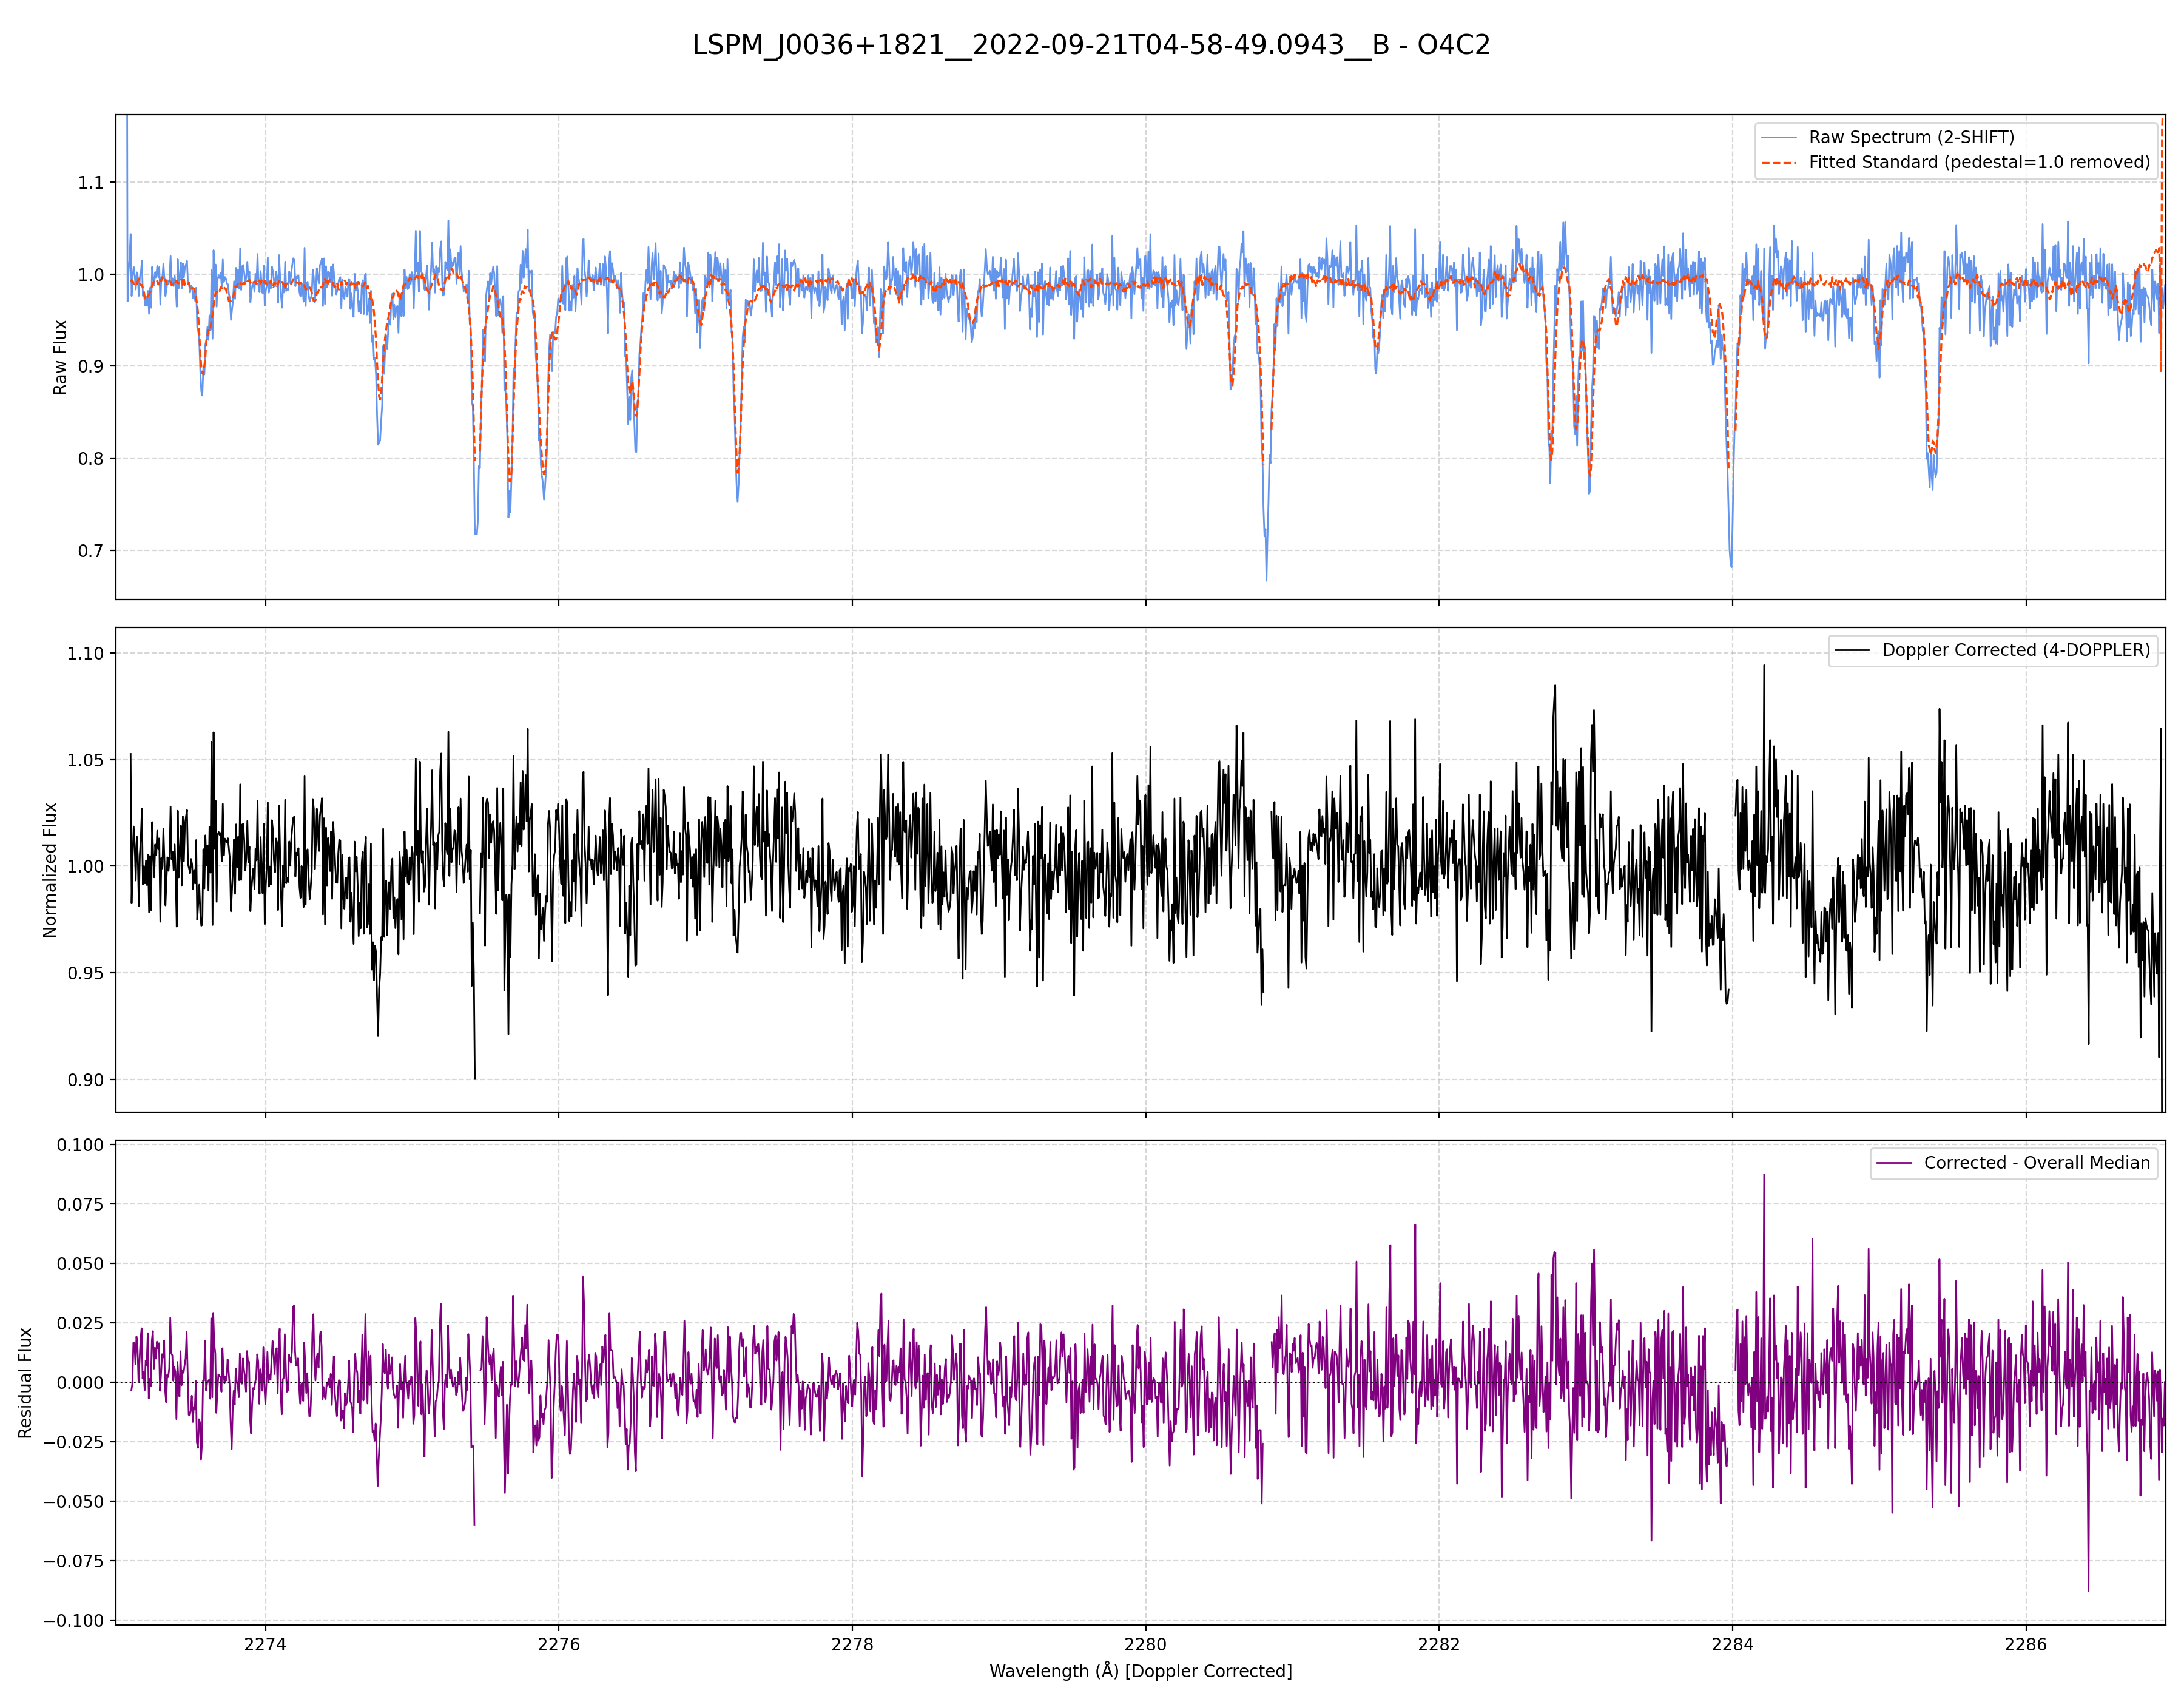 LSPM_J0036+1821__2022-09-21T04-58-49.0943__B - O4C2
Raw Spectrum (2-SHIFT)
Fitted Standard (pedestal=1.0 removed)
Raw Flux
1.1
1.0
0.9
0.8
0.7
Doppler Corrected (4-DOPPLER)
Normalized Flux
1.10
1.05
1.00
0.95
0.90
Corrected - Overall Median
Residual Flux
0.100
0.075
0.050
0.025
0.000
−0.025
−0.050
−0.075
−0.100
2274 2276 2278 2280 2282 2284 2286
Wavelength (Å) [Doppler Corrected]